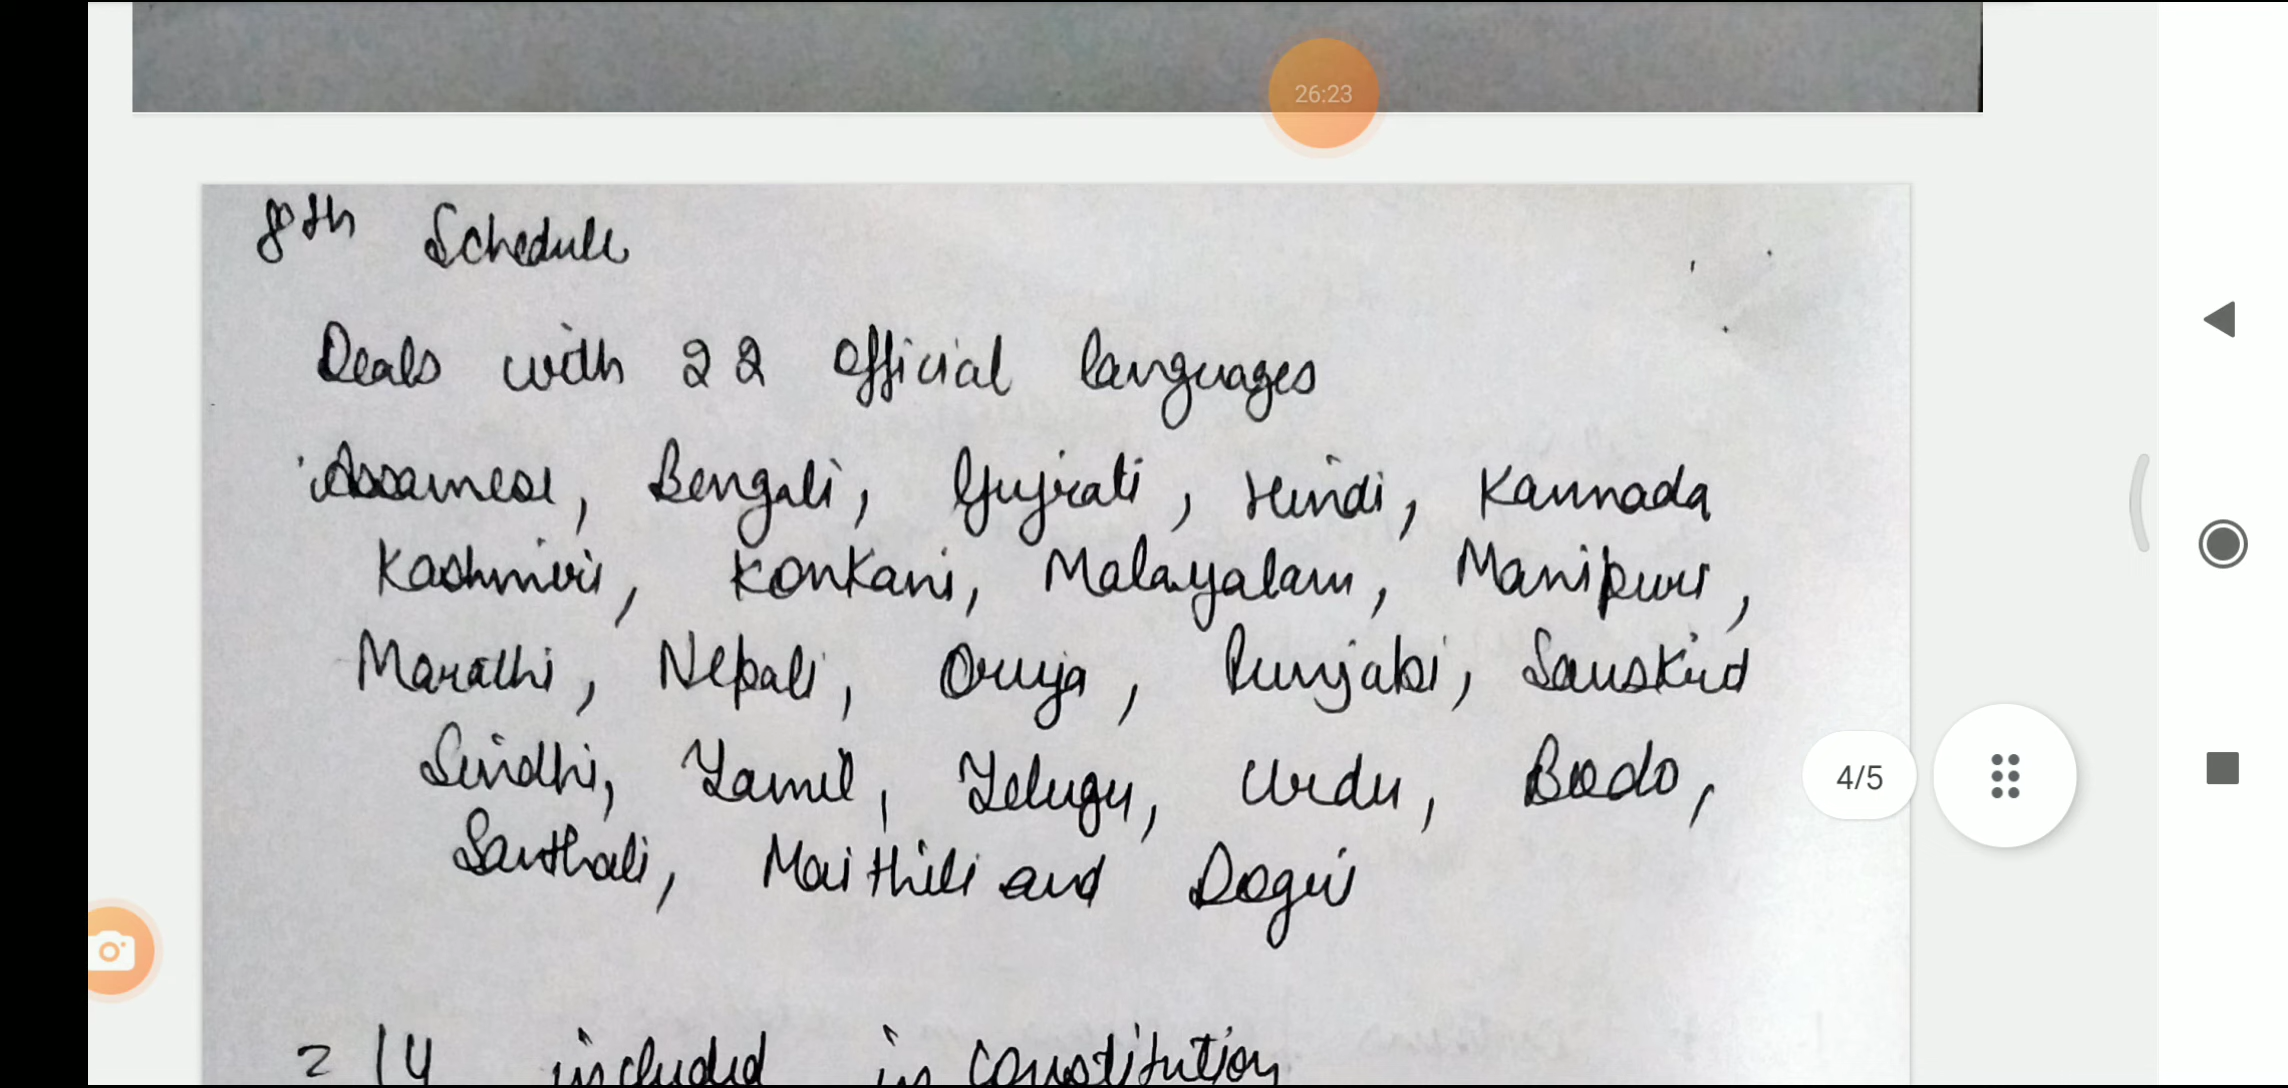 26:23
8th Schedule
Deals with 22 official languages
Assamese, Bengali, Gujrati, Hindi, Kannada
Kashmiri, Konkani, Malayalam, Manipuri,
Marathi, Nepali, Oriya, Punjabi, Sanskrit
Sindhi, Tamil, Telugu, Urdu, Bodo,
4/5
Santhali, Maithili and Dogri
14 included in constitution